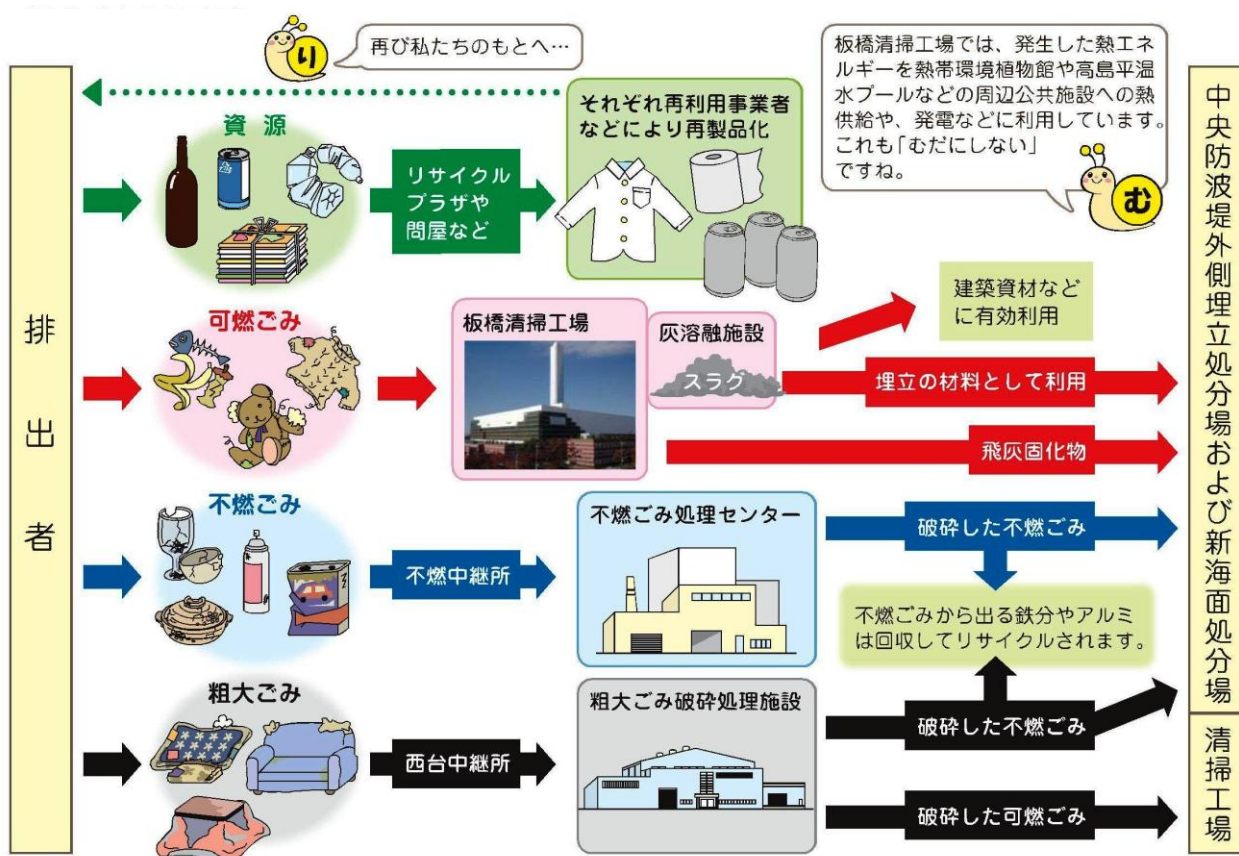 り
再び私たちのもとへ…
板橋清掃工場では、発生した熱エネ
ルギーを熱帯環境植物館や高島平温
水プールなどの周辺公共施設への熱
供給や、発電などに利用しています。
これも「むだにしない」
ですね。
む
排出者
資源
リサイクル
プラザや
問屋など
それぞれ再利用事業者
などにより再製品化
可燃ごみ
板橋清掃工場
灰溶融施設
スラグ
建築資材など
に有効利用
埋立の材料として利用
飛灰固化物
不燃ごみ
不燃中継所
不燃ごみ処理センター
破砕した不燃ごみ
不燃ごみから出る鉄分やアルミ
は回収してリサイクルされます。
粗大ごみ
西台中継所
粗大ごみ破砕処理施設
破砕した不燃ごみ
破砕した可燃ごみ
中央防波堤外側埋立処分場および新海面処分場
清掃工場